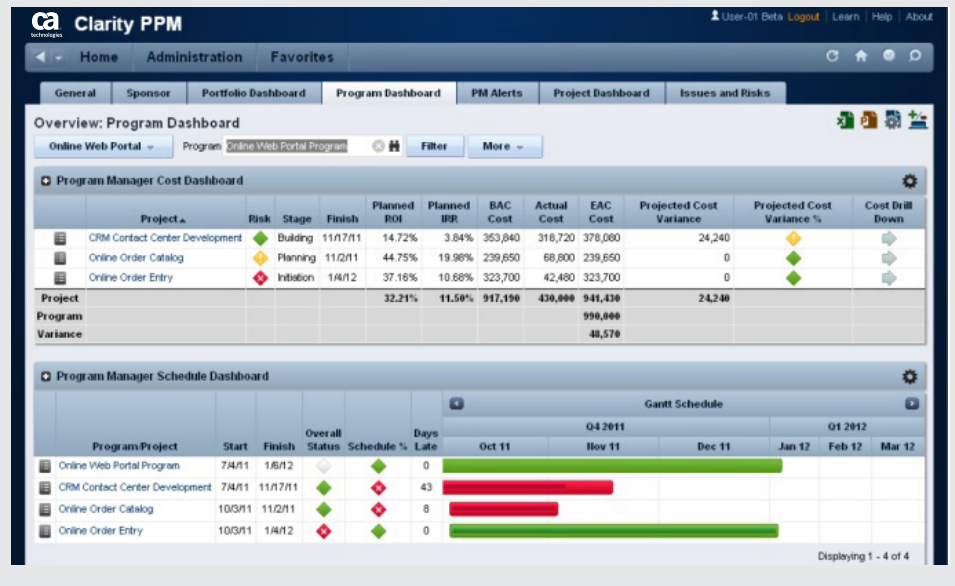 ca technologies Clarity PPM
User-01 Beta Logout Learn Help About
Home Administration Favorites
General Sponsor Portfolio Dashboard Program Dashboard PM Alerts Project Dashboard Issues and Risks
Overview: Program Dashboard
Online Web Portal Program Online Web Portal Program Filter More
Program Manager Cost Dashboard
Project Risk Stage Finish Planned ROI Planned IRR BAC Cost Actual Cost EAC Cost Projected Cost Variance Projected Cost Variance % Cost Drill Down
CRM Contact Center Development Building 11/17/11 14.72% 3.84% 353,840 318,720 378,080 24,240
Online Order Catalog Planning 11/2/11 44.75% 19.98% 239,650 68,800 239,650 0
Online Order Entry Initiation 1/4/12 37.16% 10.68% 323,700 42,480 323,700 0
Project 32.21% 11.50% 917,190 430,000 941,430 24,240
Program 990,000
Variance 48,570
Program Manager Schedule Dashboard
Gantt Schedule
Q4 2011 Q1 2012
Program/Project Start Finish Overall Status Schedule % Days Late Oct 11 Nov 11 Dec 11 Jan 12 Feb 12 Mar 12
Online Web Portal Program 7/4/11 1/6/12 0
CRM Contact Center Development 7/4/11 11/17/11 43
Online Order Catalog 10/3/11 11/2/11 8
Online Order Entry 10/3/11 1/4/12 0
Displaying 1 - 4 of 4